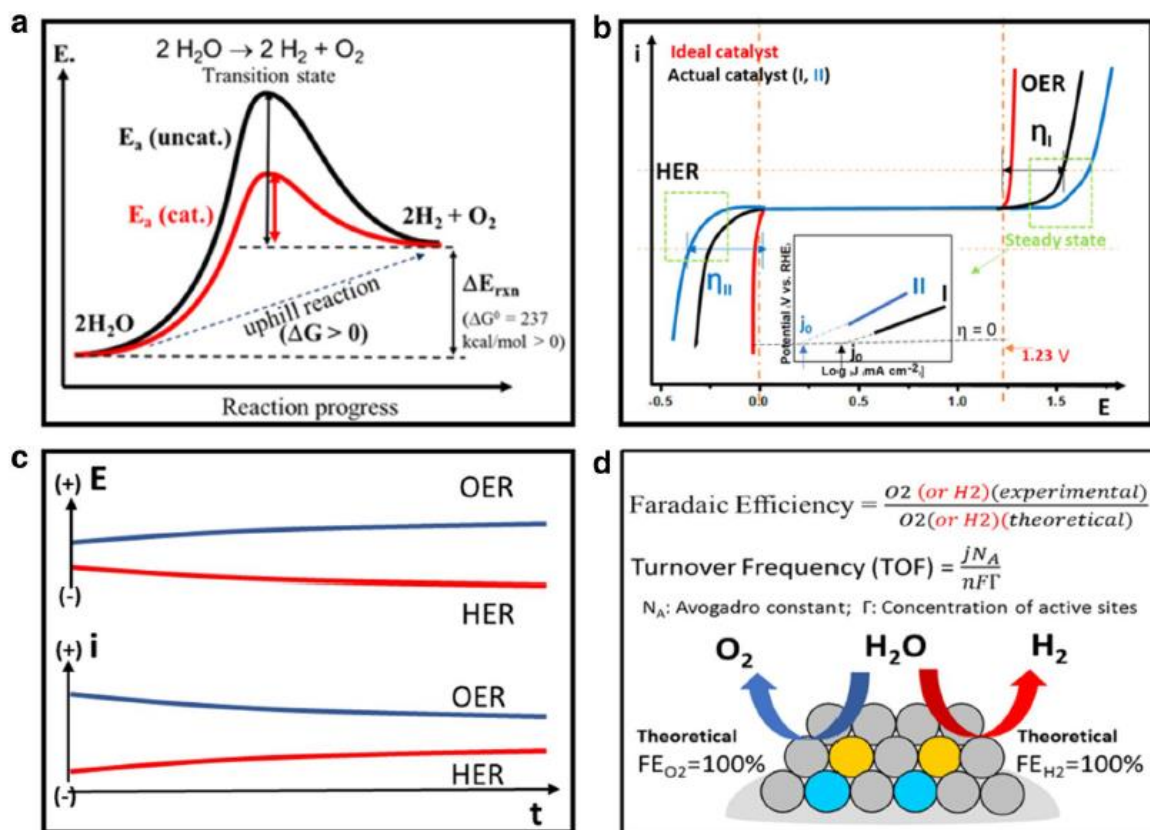 a
2 H₂O → 2 H₂ + O₂
Transition state
E.
Eₐ (uncat.)
Eₐ (cat.)
2H₂ + O₂
2H₂O
uphill reaction
(ΔG > 0)
ΔEᵣₓₙ
(ΔG⁰ = 237
kcal/mol > 0)
Reaction progress
b
i
Ideal catalyst
Actual catalyst (I, II)
OER
ηI
HER
ηII
Steady state
Potential (V vs. RHE)
II
I
j₀
j₀
η = 0
Log (J (mA cm⁻²))
1.23 V
-0.5 0.0 0.5 1.0 1.5 E
c
(+) E
OER
(-)
HER
(+) i
OER
HER
(-)
t
d
Faradaic Efficiency = O2 (or H2)(experimental) / O2(or H2)(theoretical)
Turnover Frequency (TOF) = jN_A / nFΓ
N_A: Avogadro constant; Γ: Concentration of active sites
O₂ H₂O H₂
Theoretical
FE_O2=100%
Theoretical
FE_H2=100%